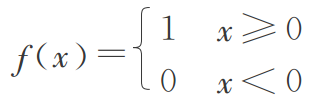 f(x) = { 1 x ⩾ 0
0 x < 0